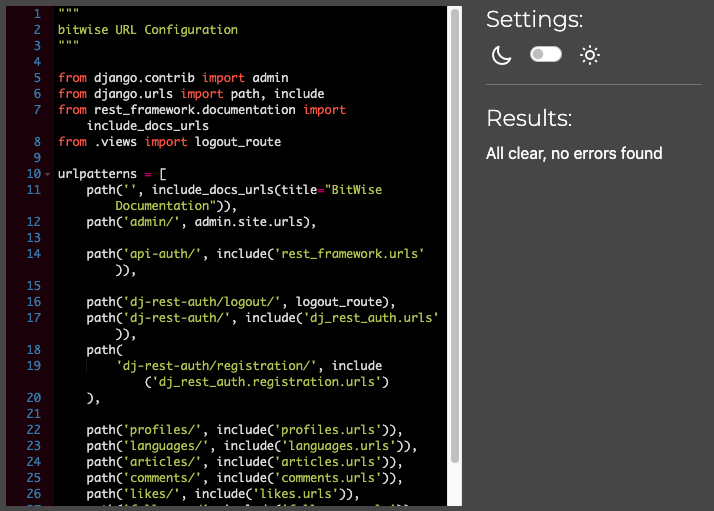 1 """
2 bitwise URL Configuration
3 """
4
5 from django.contrib import admin
6 from django.urls import path, include
7 from rest_framework.documentation import
include_docs_urls
8 from .views import logout_route
9
10 urlpatterns = [
11 path('', include_docs_urls(title="BitWise
Documentation")),
12 path('admin/', admin.site.urls),
13
14 path('api-auth/', include('rest_framework.urls'
)),
15
16 path('dj-rest-auth/logout/', logout_route),
17 path('dj-rest-auth/', include('dj_rest_auth.urls'
)),
18 path(
19 'dj-rest-auth/registration/', include
('dj_rest_auth.registration.urls')
20 ),
21
22 path('profiles/', include('profiles.urls')),
23 path('languages/', include('languages.urls')),
24 path('articles/', include('articles.urls')),
25 path('comments/', include('comments.urls')),
26 path('likes/', include('likes.urls')),
Settings:
Results:
All clear, no errors found